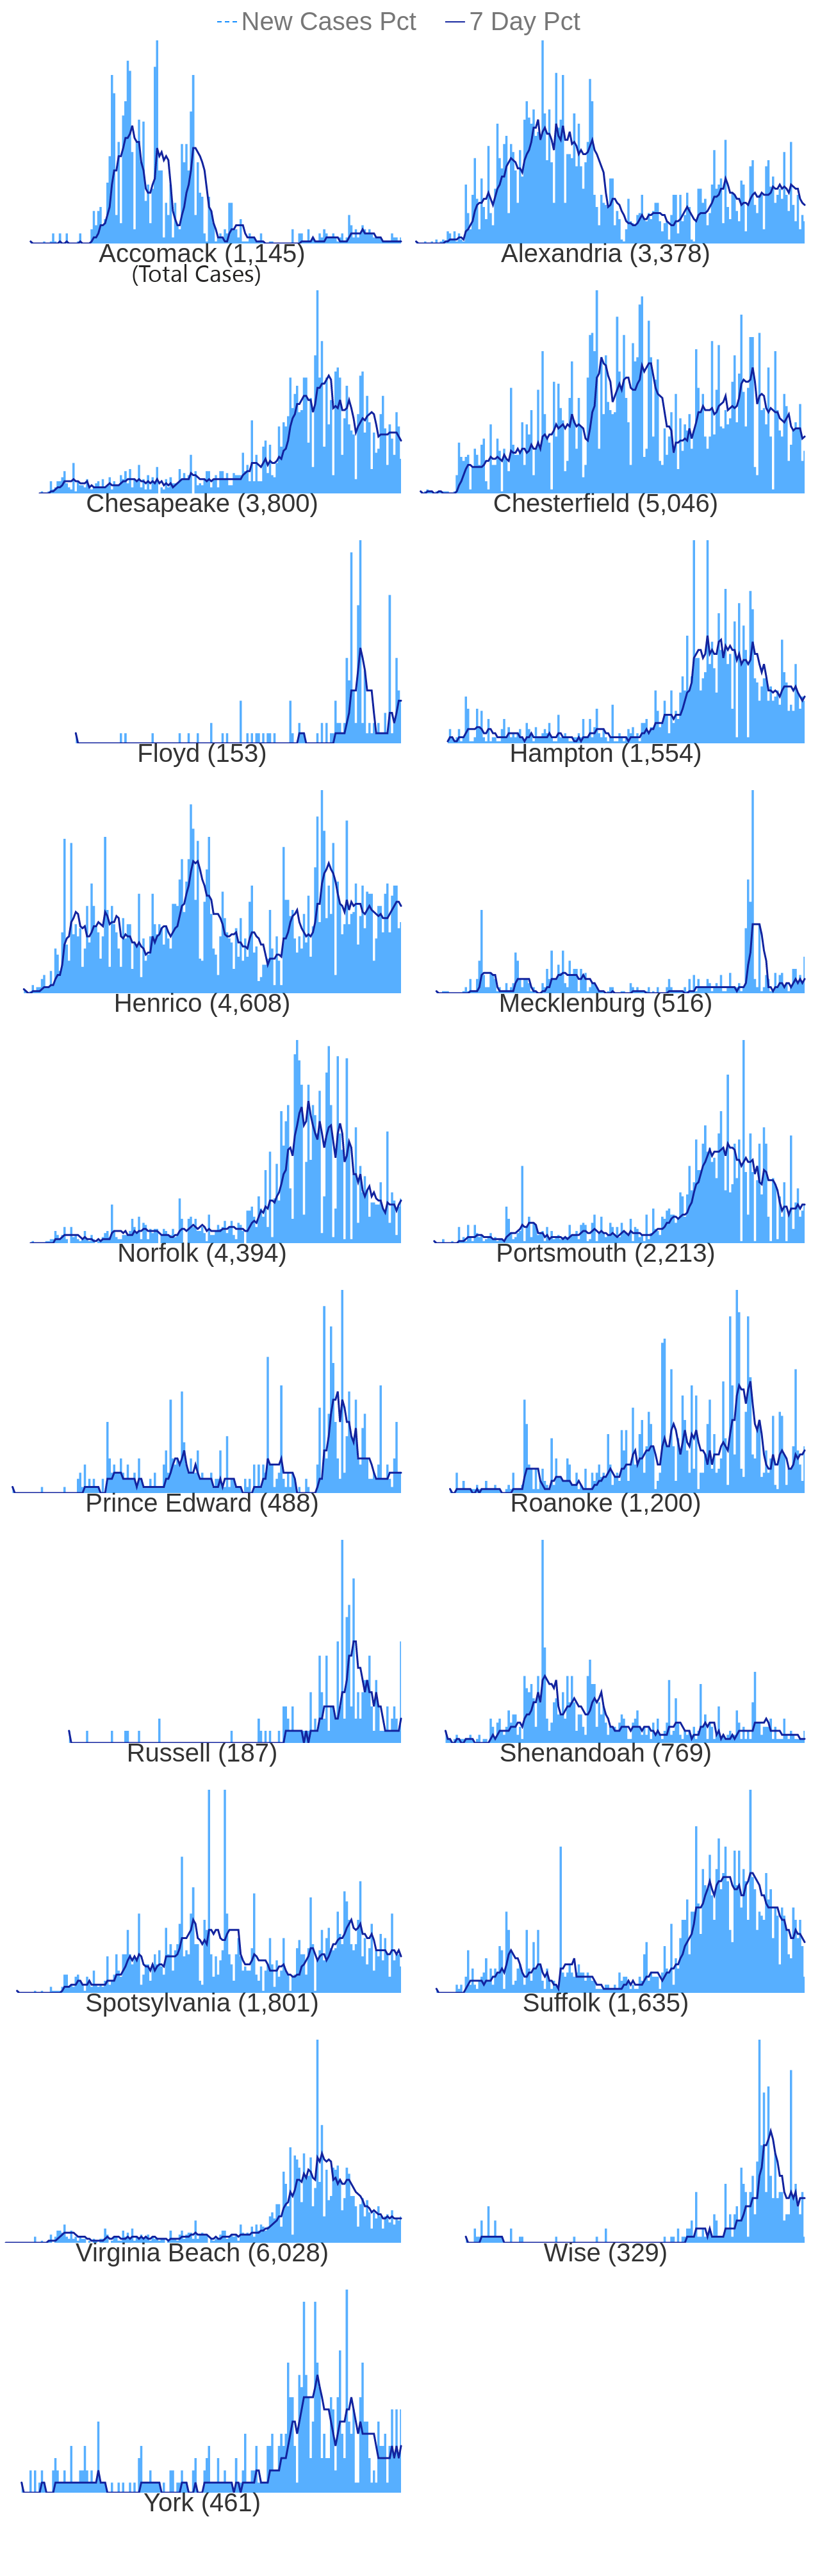 New Cases Pct 7 Day Pct
Accomack (1,145) Alexandria (3,378)
(Total Cases)
Chesapeake (3,800) Chesterfield (5,046)
Floyd (153) Hampton (1,554)
Henrico (4,608) Mecklenburg (516)
Norfolk (4,394) Portsmouth (2,213)
Prince Edward (488) Roanoke (1,200)
Russell (187) Shenandoah (769)
Spotsylvania (1,801) Suffolk (1,635)
Virginia Beach (6,028) Wise (329)
York (461)